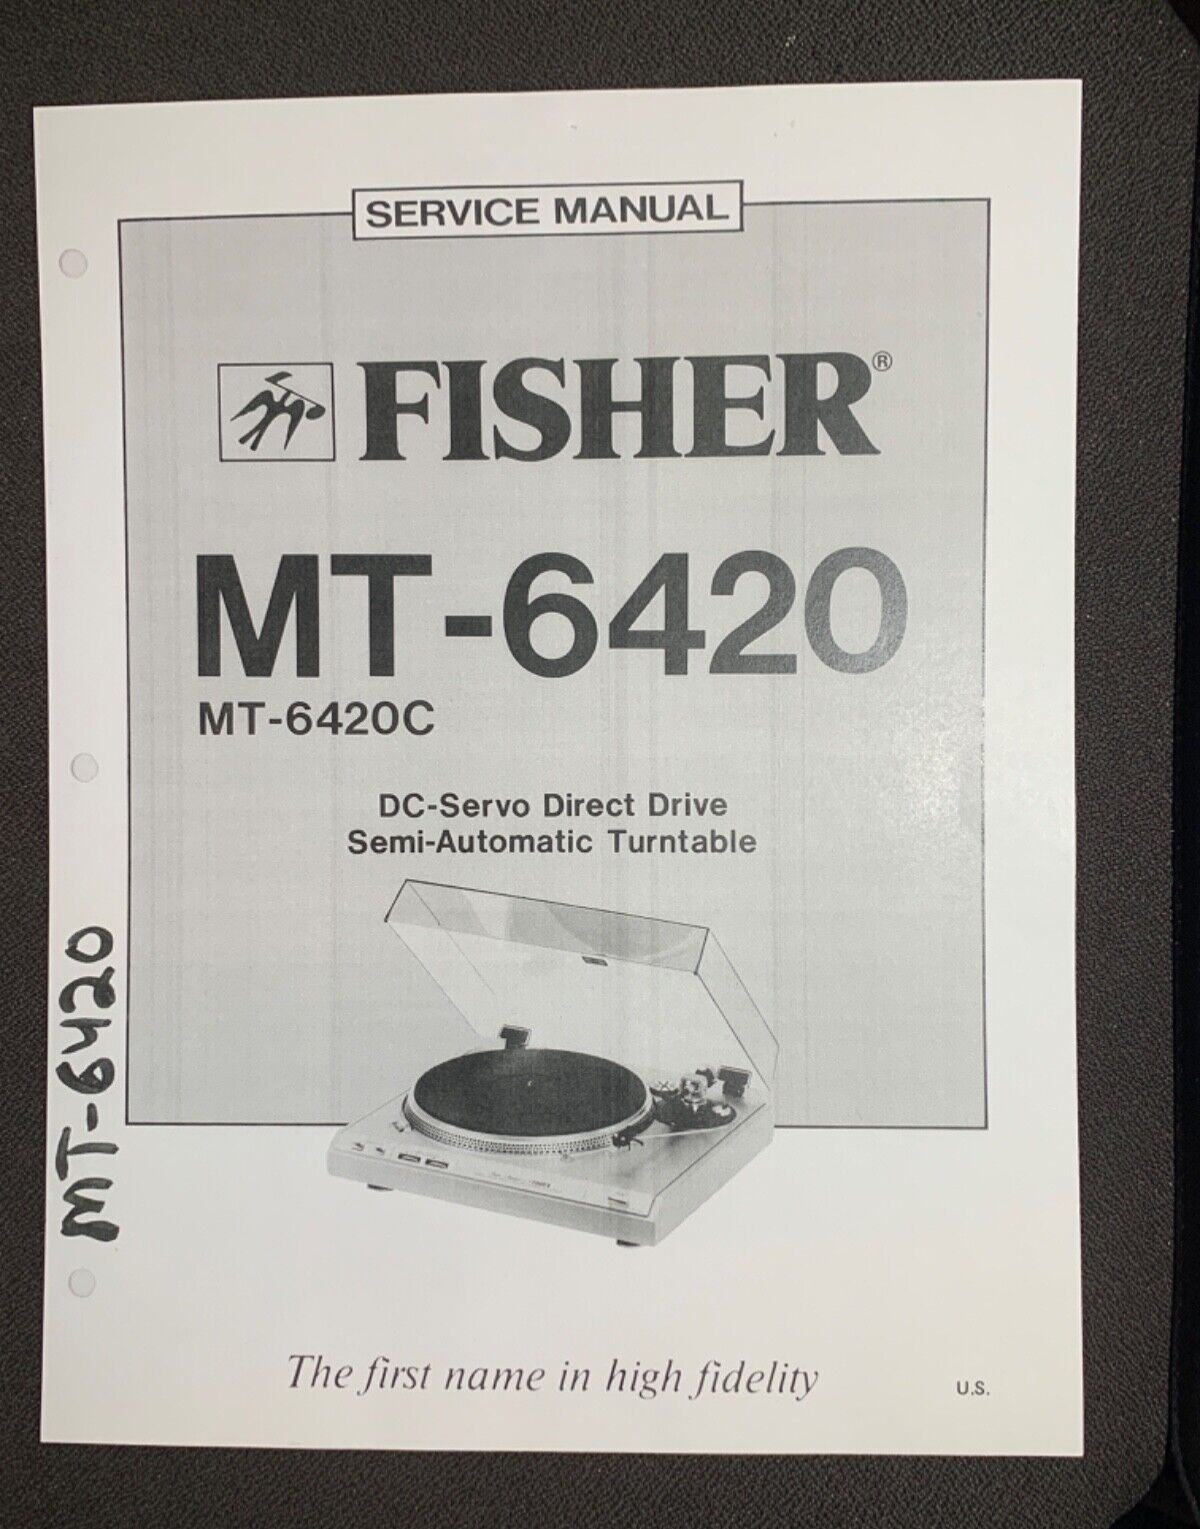 SERVICE MANUAL
FISHER®
MT-6420
MT-6420C
DC-Servo Direct Drive
Semi-Automatic Turntable
MT-6420
The first name in high fidelity
U.S.